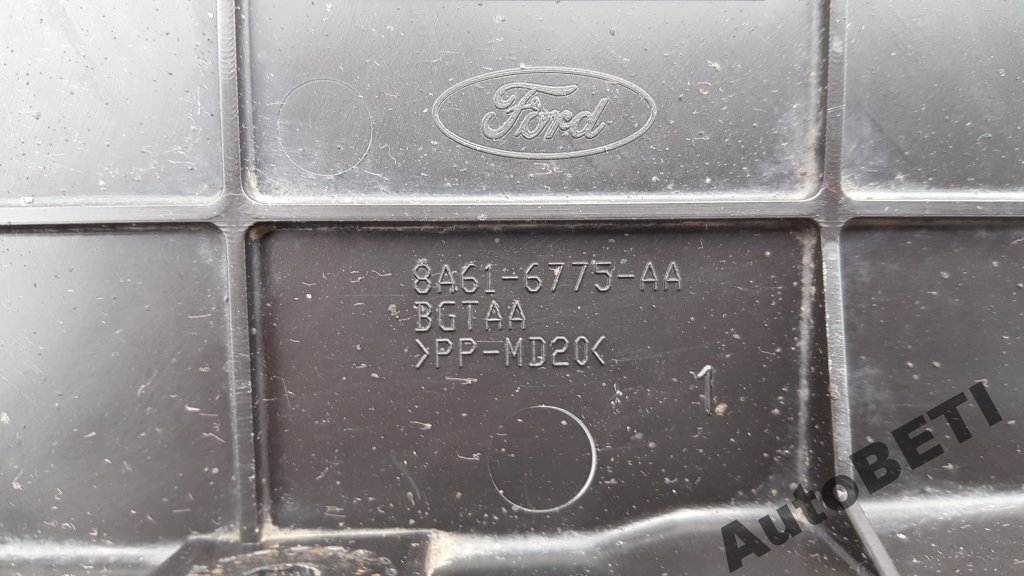 Ford
8A61-6775-AA
BGTAA
>PP-MD20<
1
AutoBETI